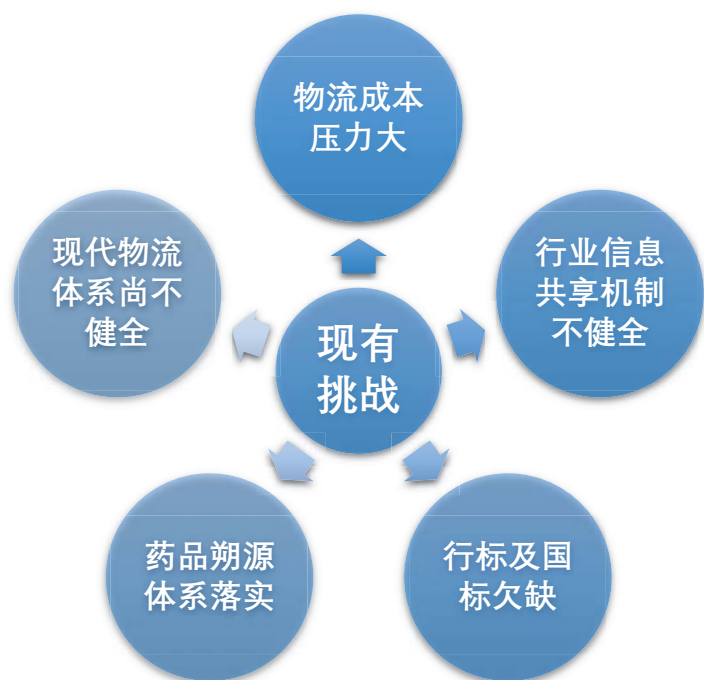 物流成本
压力大
现代物流
体系尚不
健全
行业信息
共享机制
不健全
现有
挑战
药品朔源
体系落实
行标及国
标欠缺